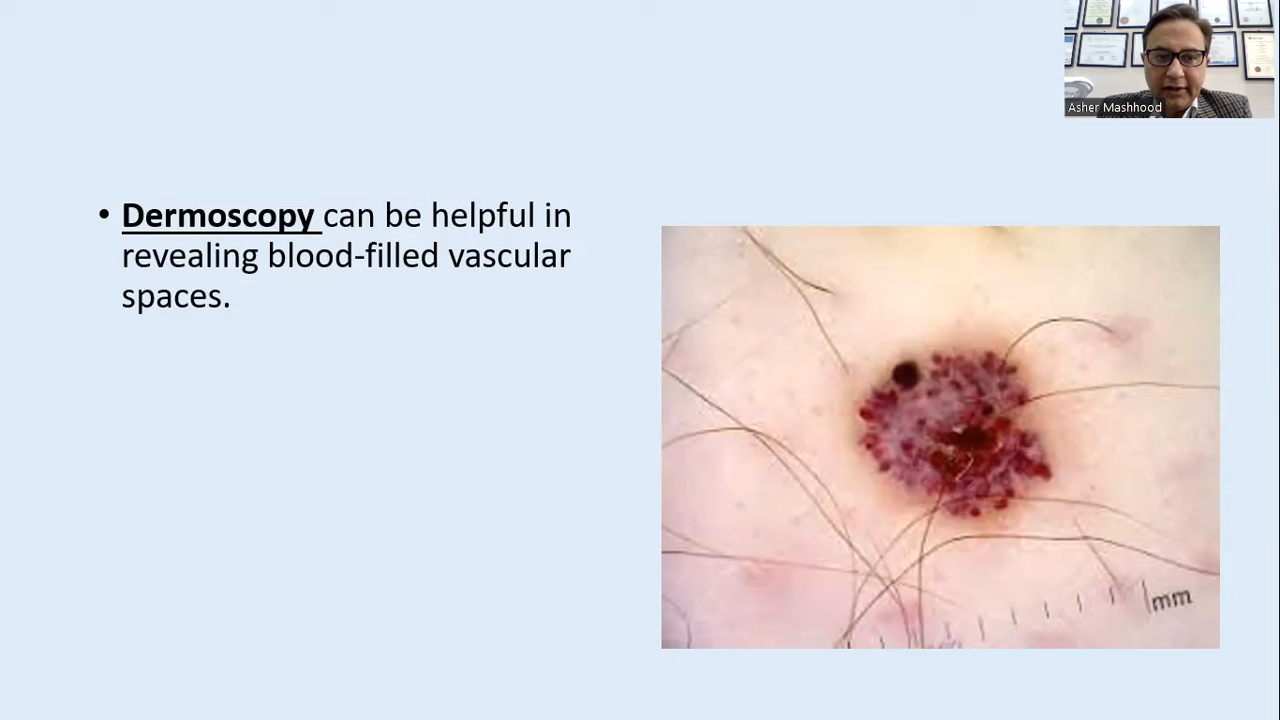 Asher Mashhood
• Dermoscopy can be helpful in
revealing blood-filled vascular
spaces.
mm